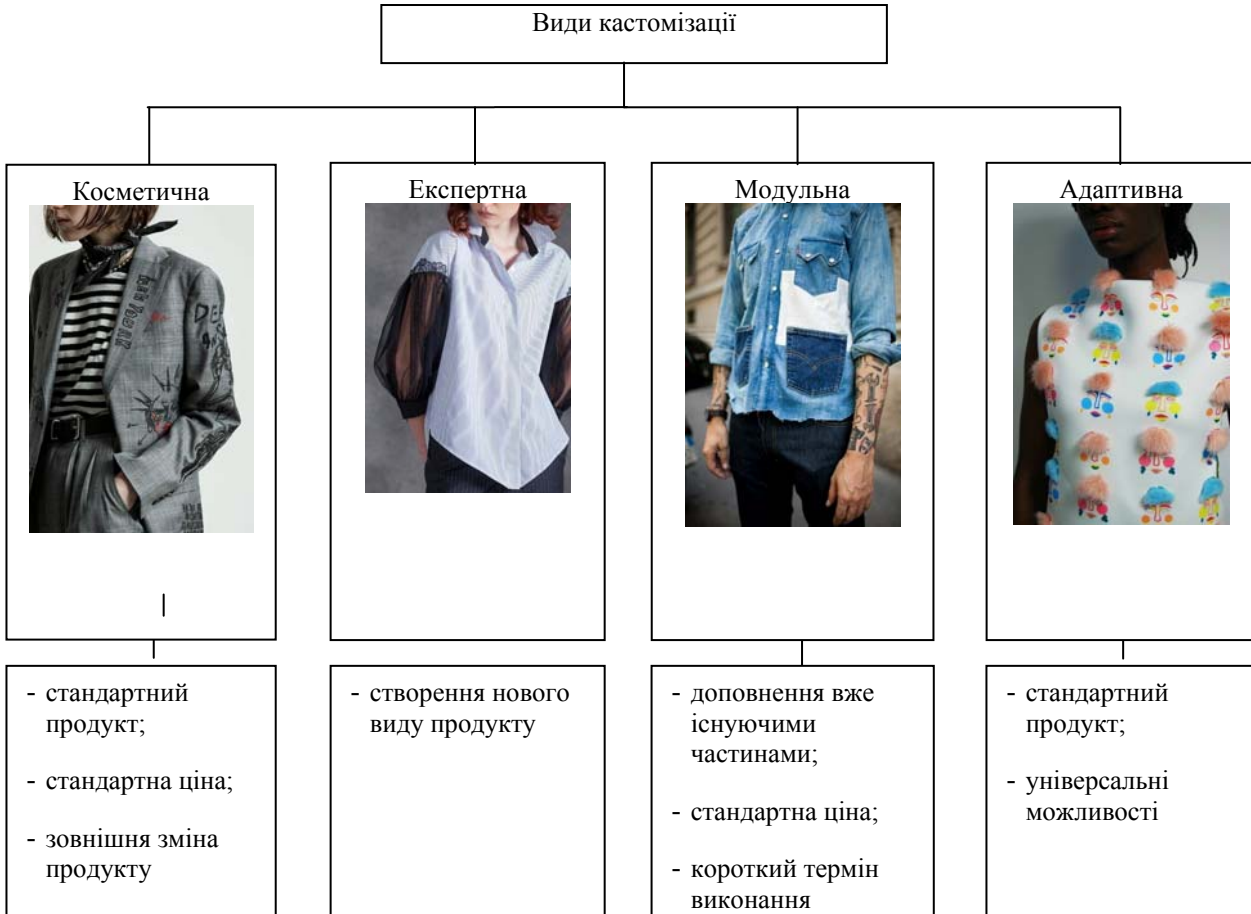 Види кастомізації
Косметична
Експертна
Модульна
Адаптивна
- стандартний
продукт;
- стандартна ціна;
- зовнішня зміна
продукту
- створення нового
виду продукту
- доповнення вже
існуючими
частинами;
- стандартна ціна;
- короткий термін
виконання
- стандартний
продукт;
- універсальні
можливості